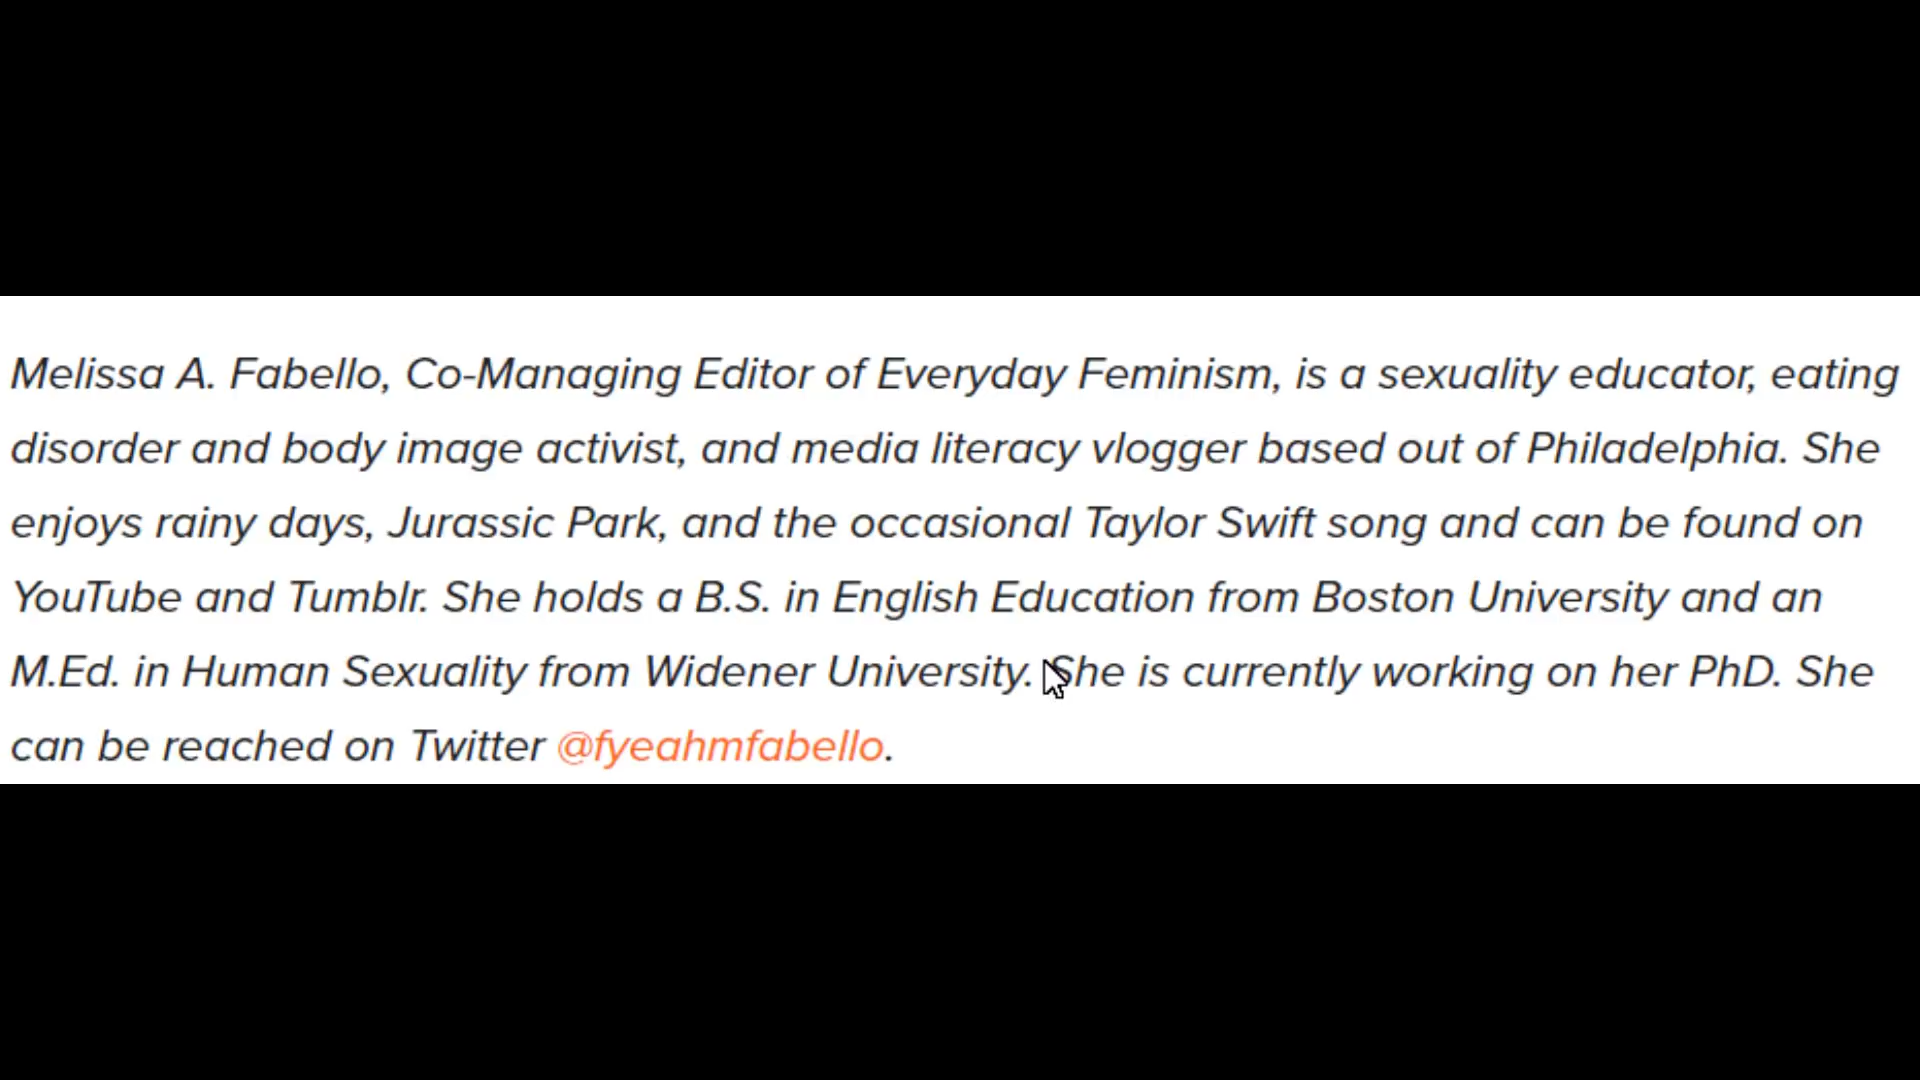 Melissa A. Fabello, Co-Managing Editor of Everyday Feminism, is a sexuality educator, eating
disorder and body image activist, and media literacy vlogger based out of Philadelphia. She
enjoys rainy days, Jurassic Park, and the occasional Taylor Swift song and can be found on
YouTube and Tumblr. She holds a B.S. in English Education from Boston University and an
M.Ed. in Human Sexuality from Widener University. She is currently working on her PhD. She
can be reached on Twitter @fyeahmfabello.